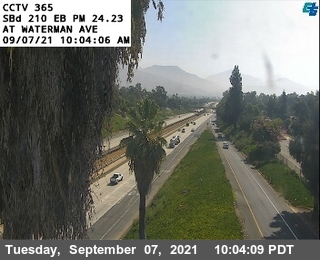 CCTV 365
SBd 210 EB PM 24.23
AT WATERMAN AVE
09/07/21 10:04:06 AM
Tuesday, September 07, 2021 10:04:09 PDT